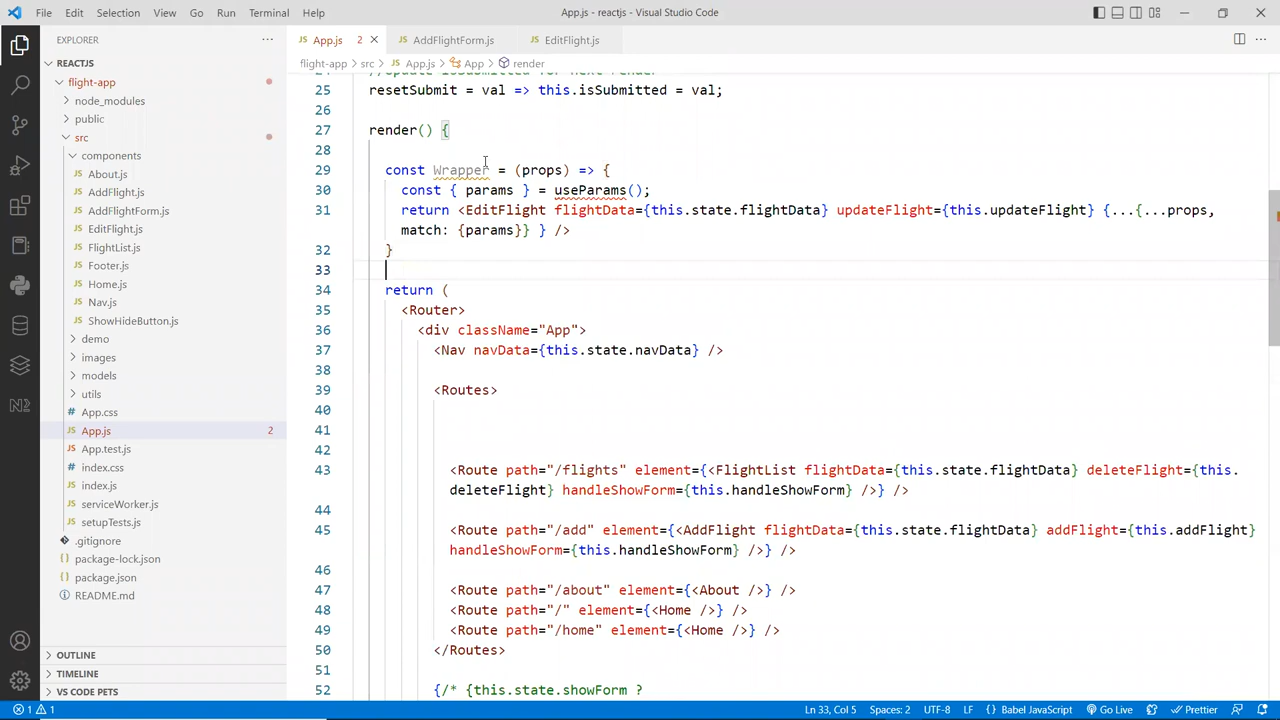 File Edit Selection View Go Run Terminal Help
App.js - reactjs - Visual Studio Code
EXPLORER
REACTJS
flight-app
node_modules
public
src
components
About.js
AddFlight.js
AddFlightForm.js
EditFlight.js
FlightList.js
Footer.js
Home.js
Nav.js
ShowHideButton.js
demo
images
models
utils
App.css
App.js 2
App.test.js
index.css
index.js
serviceWorker.js
setupTests.js
.gitignore
package-lock.json
package.json
README.md
OUTLINE
TIMELINE
VS CODE PETS
App.js 2 AddFlightForm.js EditFlight.js
flight-app > src > App.js > App > render
24 //update isSubmitted for next render
25 resetSubmit = val => this.isSubmitted = val;
26
27 render() {
28
29 const Wrapper = (props) => {
30 const { params } = useParams();
31 return <EditFlight flightData={this.state.flightData} updateFlight={this.updateFlight} {...{...props,
match: {params}} } />
32 }
33
34 return (
35 <Router>
36 <div className="App">
37 <Nav navData={this.state.navData} />
38
39 <Routes>
40
41
42
43 <Route path="/flights" element={<FlightList flightData={this.state.flightData} deleteFlight={this.
deleteFlight} handleShowForm={this.handleShowForm} />} />
44
45 <Route path="/add" element={<AddFlight flightData={this.state.flightData} addFlight={this.addFlight}
handleShowForm={this.handleShowForm} />} />
46
47 <Route path="/about" element={<About />} />
48 <Route path="/" element={<Home />} />
49 <Route path="/home" element={<Home />} />
50 </Routes>
51
52 {/* {this.state.showForm ?
1 1
Ln 33, Col 5 Spaces: 2 UTF-8 LF {} Babel JavaScript Go Live Prettier